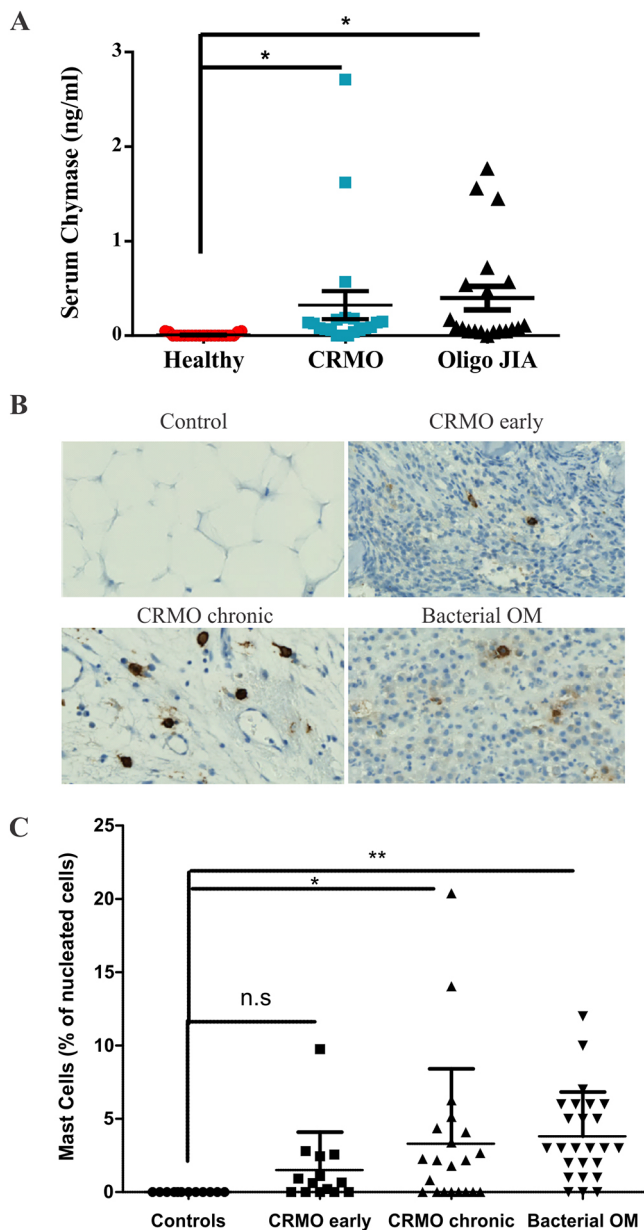 A
Serum Chymase (ng/ml)
3
2
1
0
*
*
Healthy
CRMO
Oligo JIA
B
Control
CRMO early
CRMO chronic
Bacterial OM
C
Mast Cells (% of nucleated cells)
25
20
15
10
5
0
**
*
n.s
Controls
CRMO early
CRMO chronic
Bacterial OM